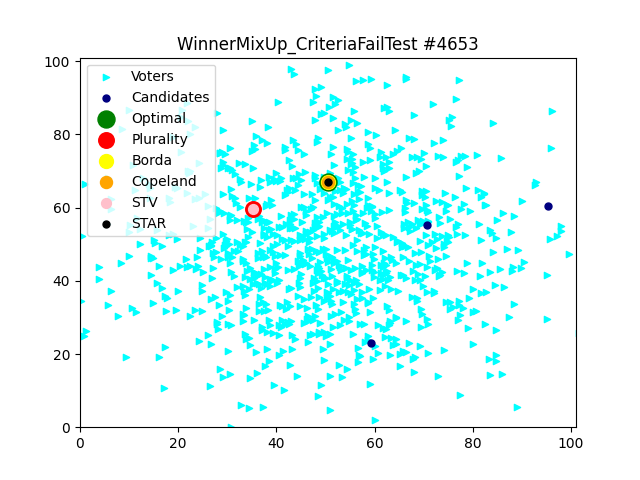 WinnerMixUp_CriteriaFailTest #4653
100
80
60
40
20
0
0
20
40
60
80
100
Voters
Candidates
Optimal
Plurality
Borda
Copeland
STV
STAR